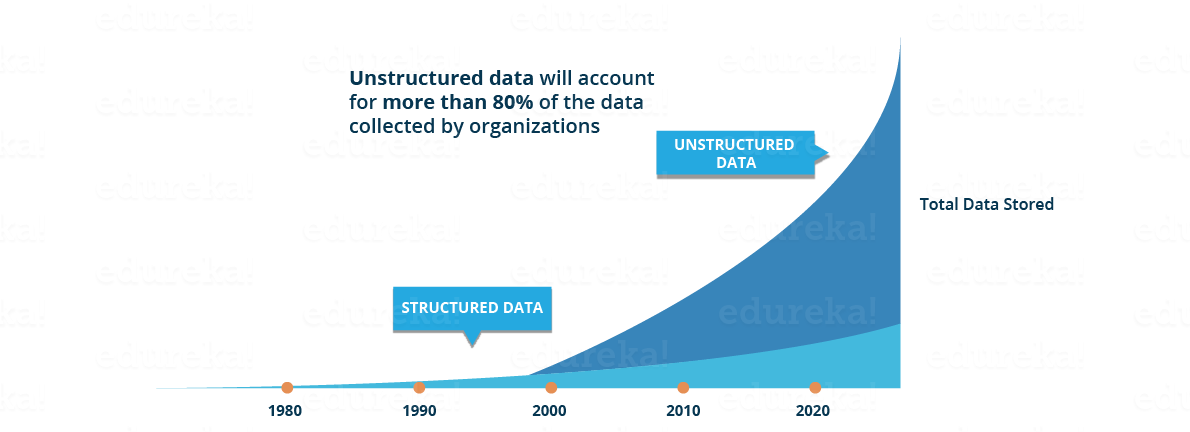 Unstructured data will account
for more than 80% of the data
collected by organizations
UNSTRUCTURED
DATA
Total Data Stored
STRUCTURED DATA
1980
1990
2000
2010
2020
edureka!